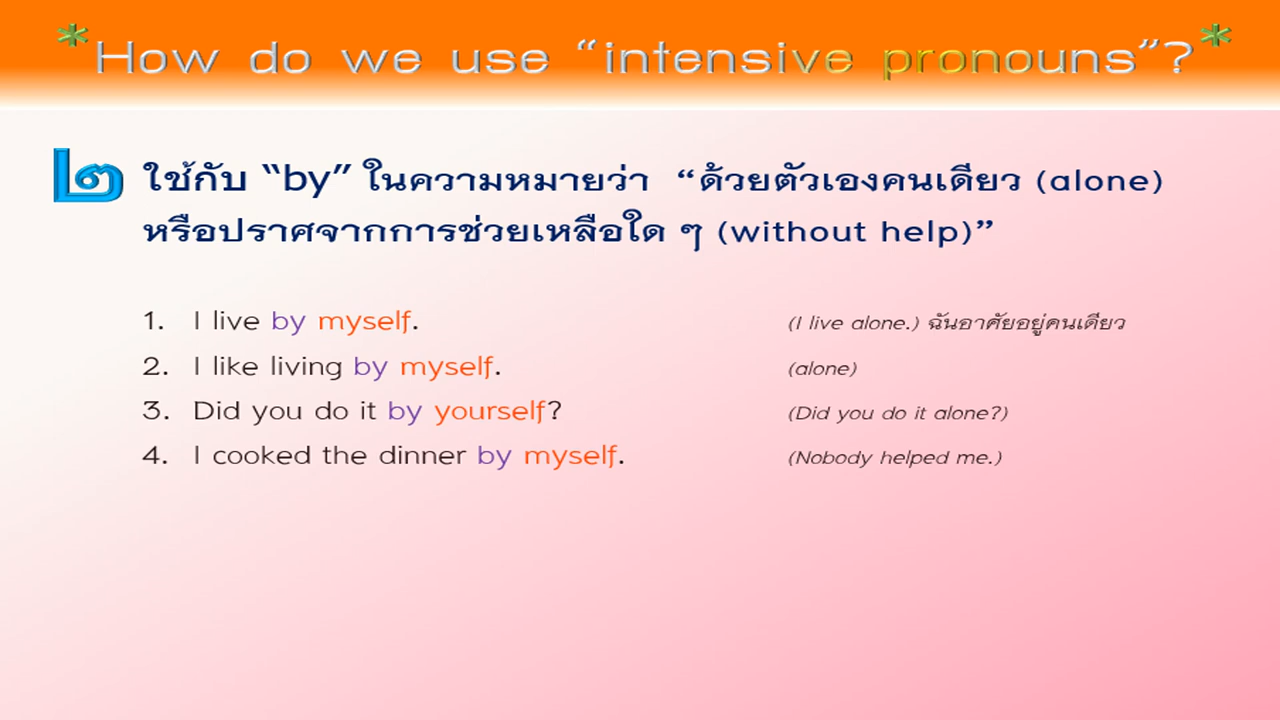 *How do we use “intensive pronouns”?*
๒ ใช้กับ “by” ในความหมายว่า “ด้วยตัวเองคนเดียว (alone)
หรือปราศจากการช่วยเหลือใด ๆ (without help)”
1. I live by myself. (I live alone.) ฉันอาศัยอยู่คนเดียว
2. I like living by myself. (alone)
3. Did you do it by yourself? (Did you do it alone?)
4. I cooked the dinner by myself. (Nobody helped me.)